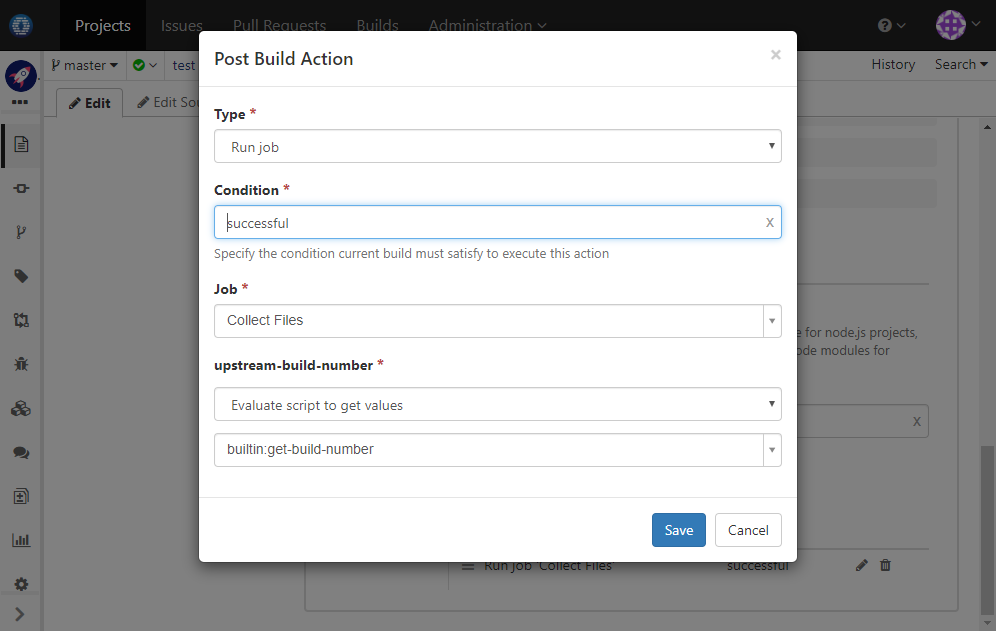 Projects
Issues
Pull Requests
Builds
Administration
master
test
History
Search
Edit
Edit Sou
Post Build Action
×
Type *
Run job
Condition *
successful
X
Specify the condition current build must satisfy to execute this action
Job *
Collect Files
upstream-build-number *
Evaluate script to get values
builtin:get-build-number
Save
Cancel
e for node.js projects,
ode modules for
X
Run job 'Collect Files'
successful